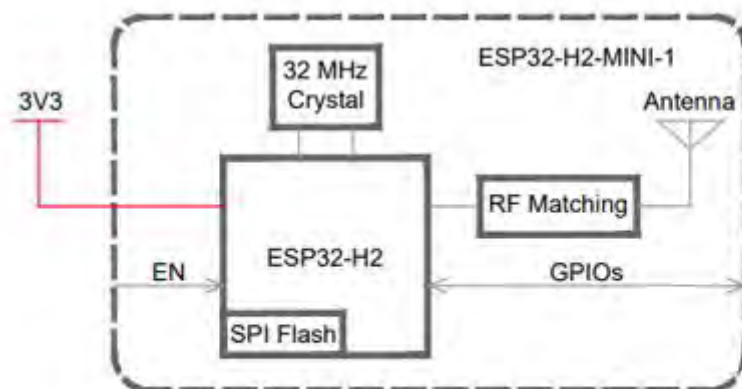 ESP32-H2-MINI-1
32 MHz
Crystal
3V3
Antenna
RF Matching
ESP32-H2
EN
GPIOs
SPI Flash